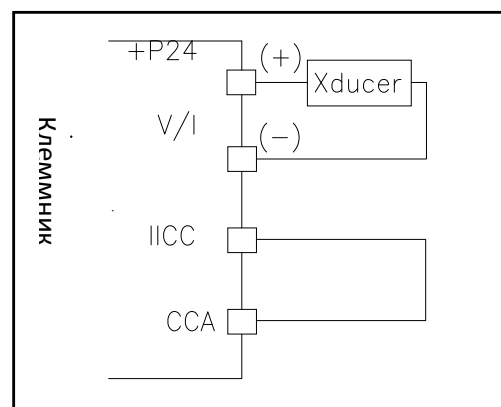 +P24
(+)
Xducer
V/I
(-)
Клеммник
IICC
CCA